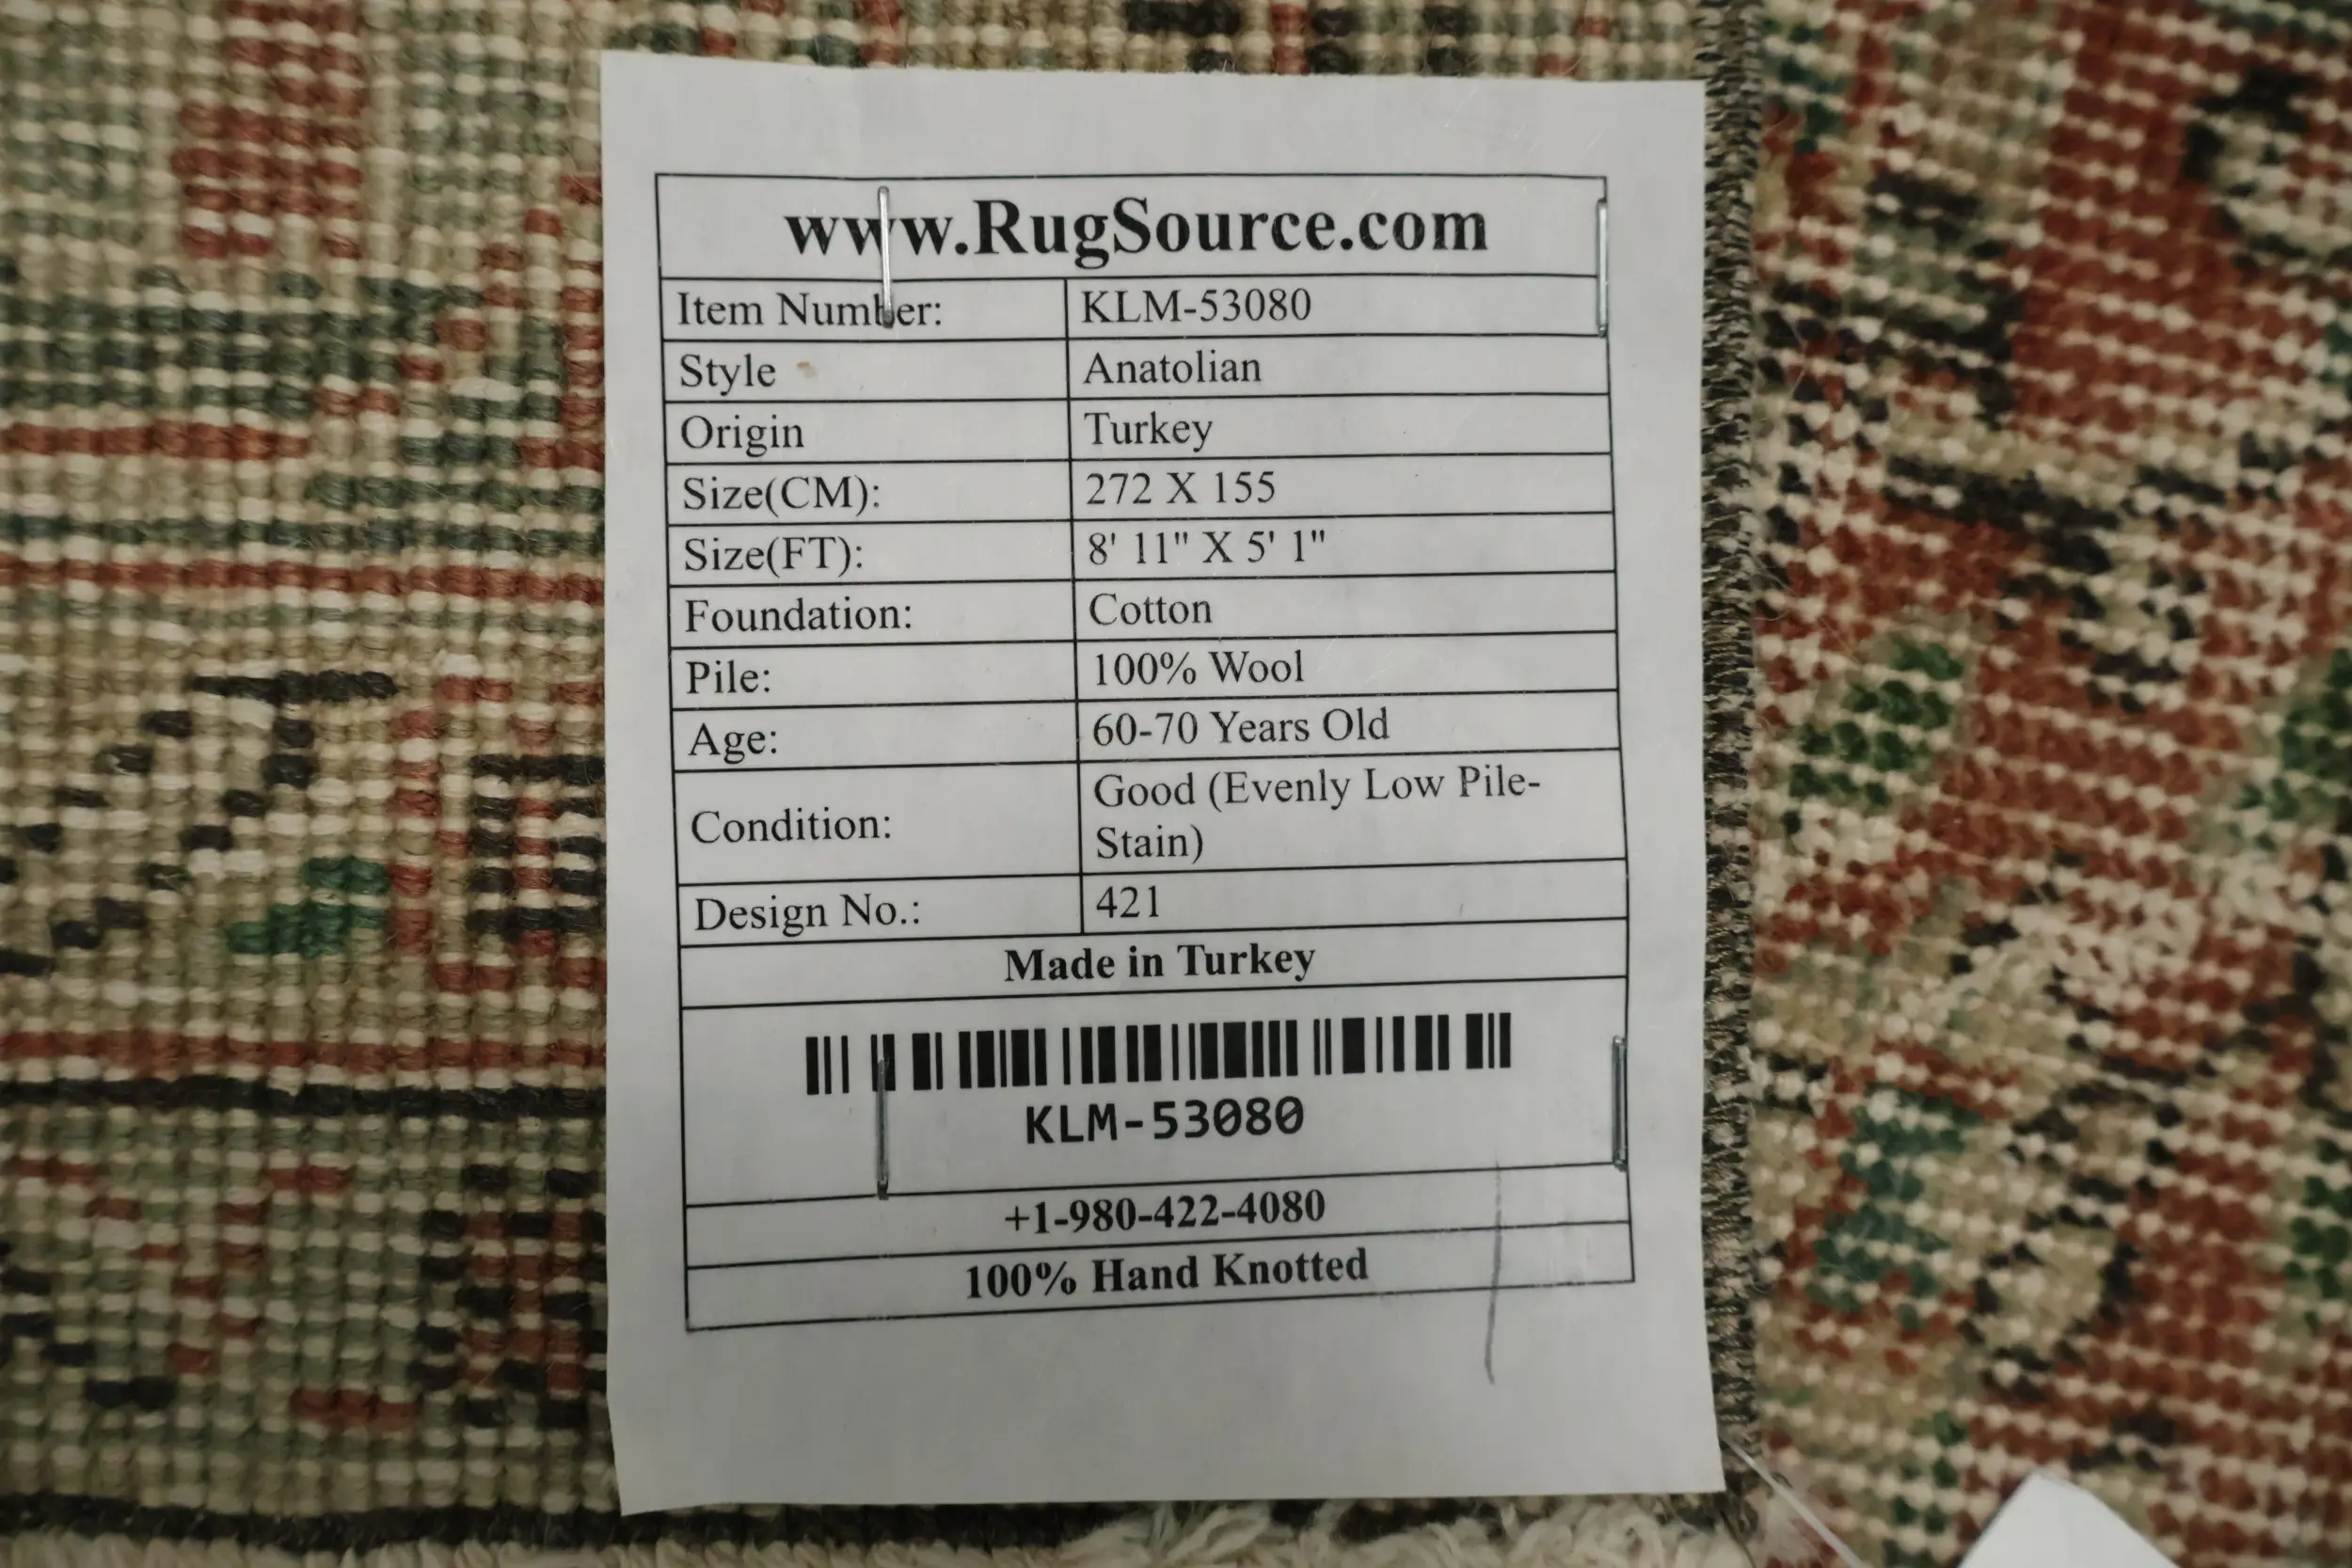 www.RugSource.com
Item Number: KLM-53080
Style Anatolian
Origin Turkey
Size(CM): 272 X 155
Size(FT): 8' 11" X 5' 1"
Foundation: Cotton
Pile: 100% Wool
Age: 60-70 Years Old
Condition: Good (Evenly Low Pile-
Stain)
Design No.: 421
Made in Turkey
KLM-53080
+1-980-422-4080
100% Hand Knotted